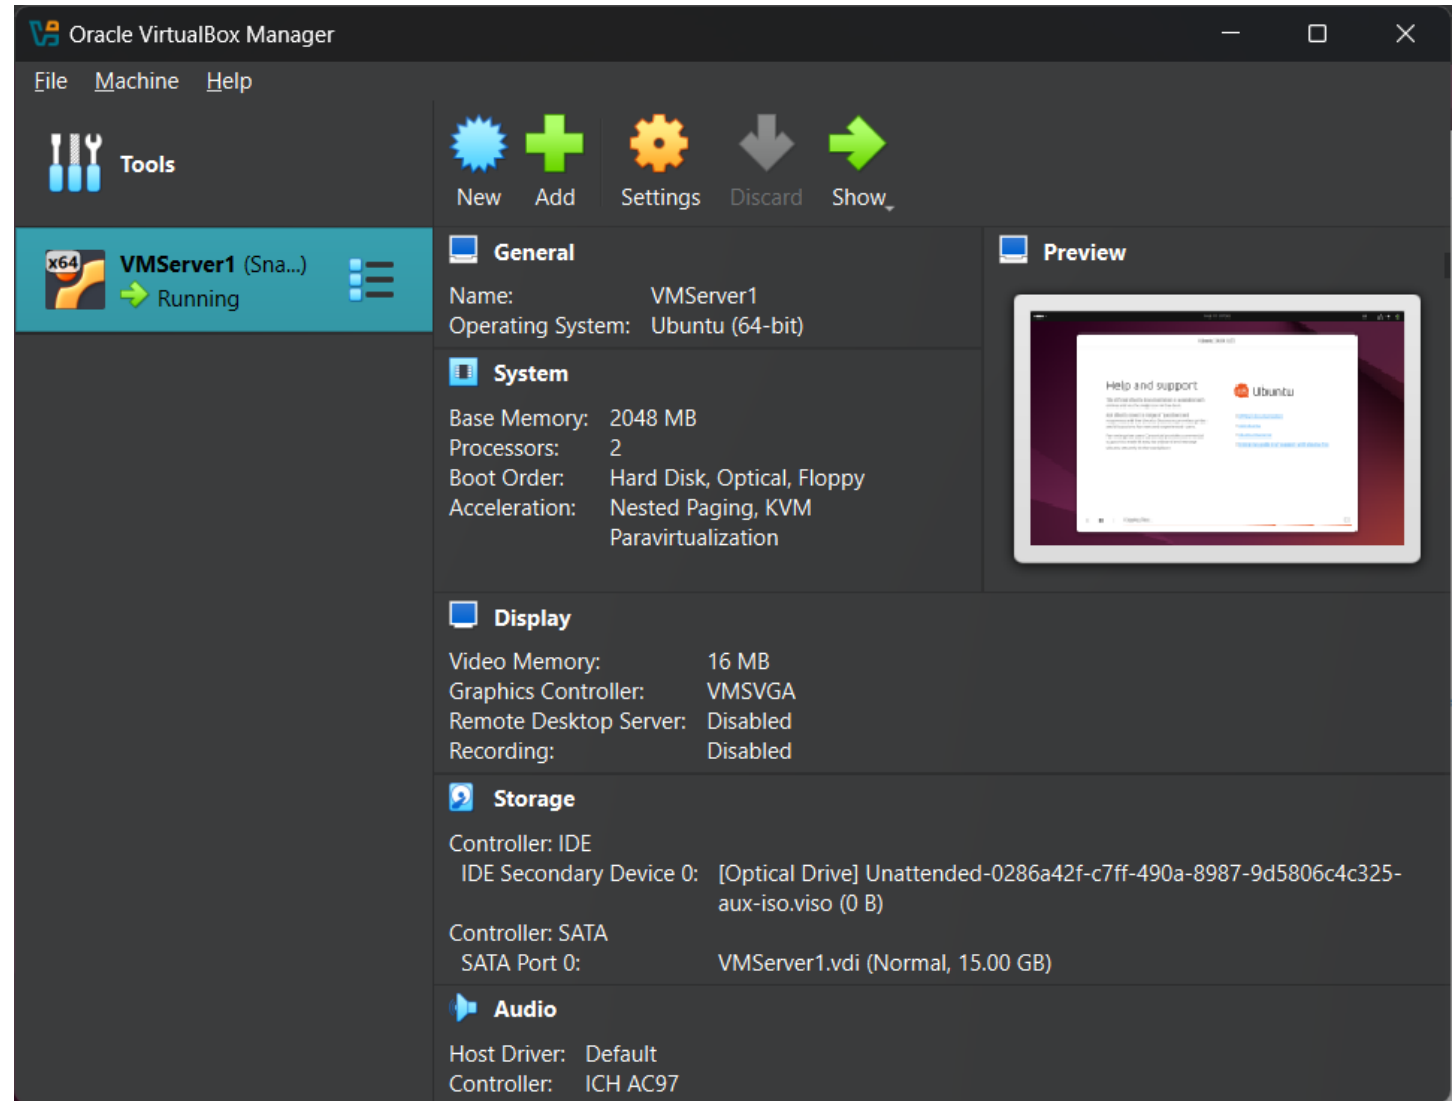 Oracle VirtualBox Manager
File Machine Help
Tools
New Add Settings Discard Show
x64
VMServer1 (Sna...)
Running
General
Name: VMServer1
Operating System: Ubuntu (64-bit)
Preview
Help and support
Ubuntu
System
Base Memory: 2048 MB
Processors: 2
Boot Order: Hard Disk, Optical, Floppy
Acceleration: Nested Paging, KVM
Paravirtualization
Display
Video Memory: 16 MB
Graphics Controller: VMSVGA
Remote Desktop Server: Disabled
Recording: Disabled
Storage
Controller: IDE
IDE Secondary Device 0: [Optical Drive] Unattended-0286a42f-c7ff-490a-8987-9d5806c4c325-
aux-iso.viso (0 B)
Controller: SATA
SATA Port 0: VMServer1.vdi (Normal, 15.00 GB)
Audio
Host Driver: Default
Controller: ICH AC97